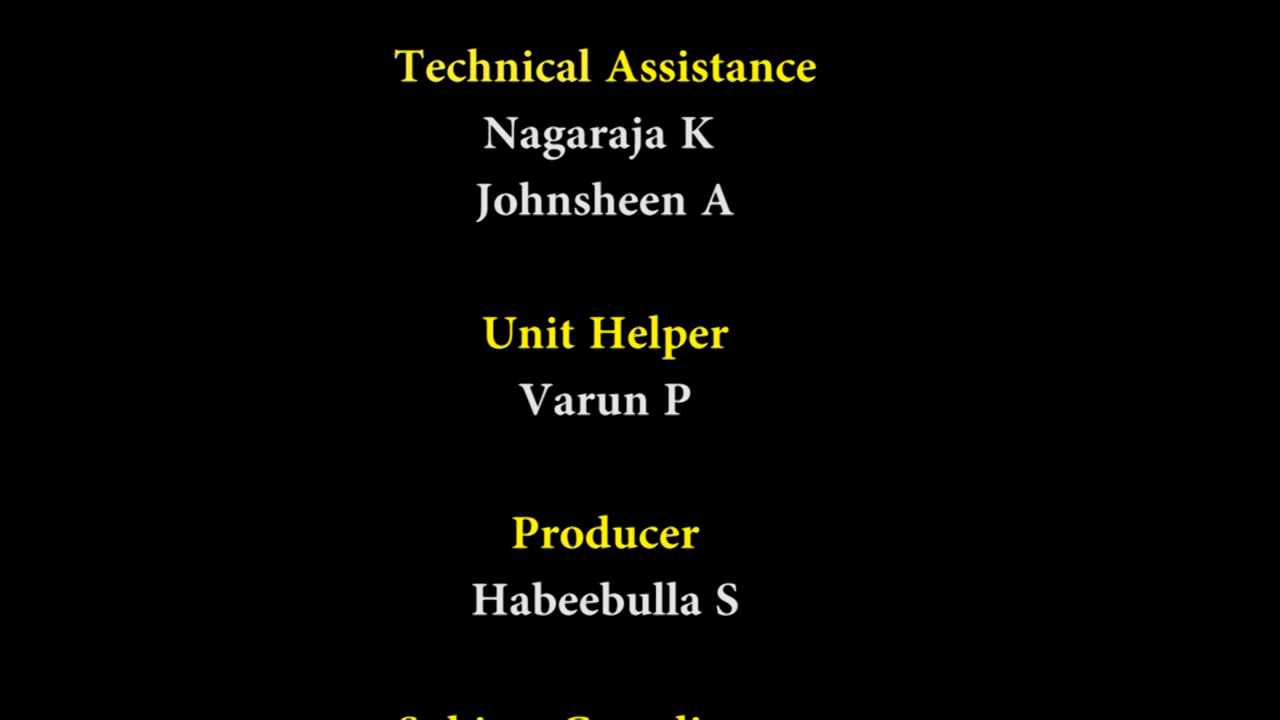 Technical Assistance
Nagaraja K
Johnsheen A
Unit Helper
Varun P
Producer
Habeebulla S